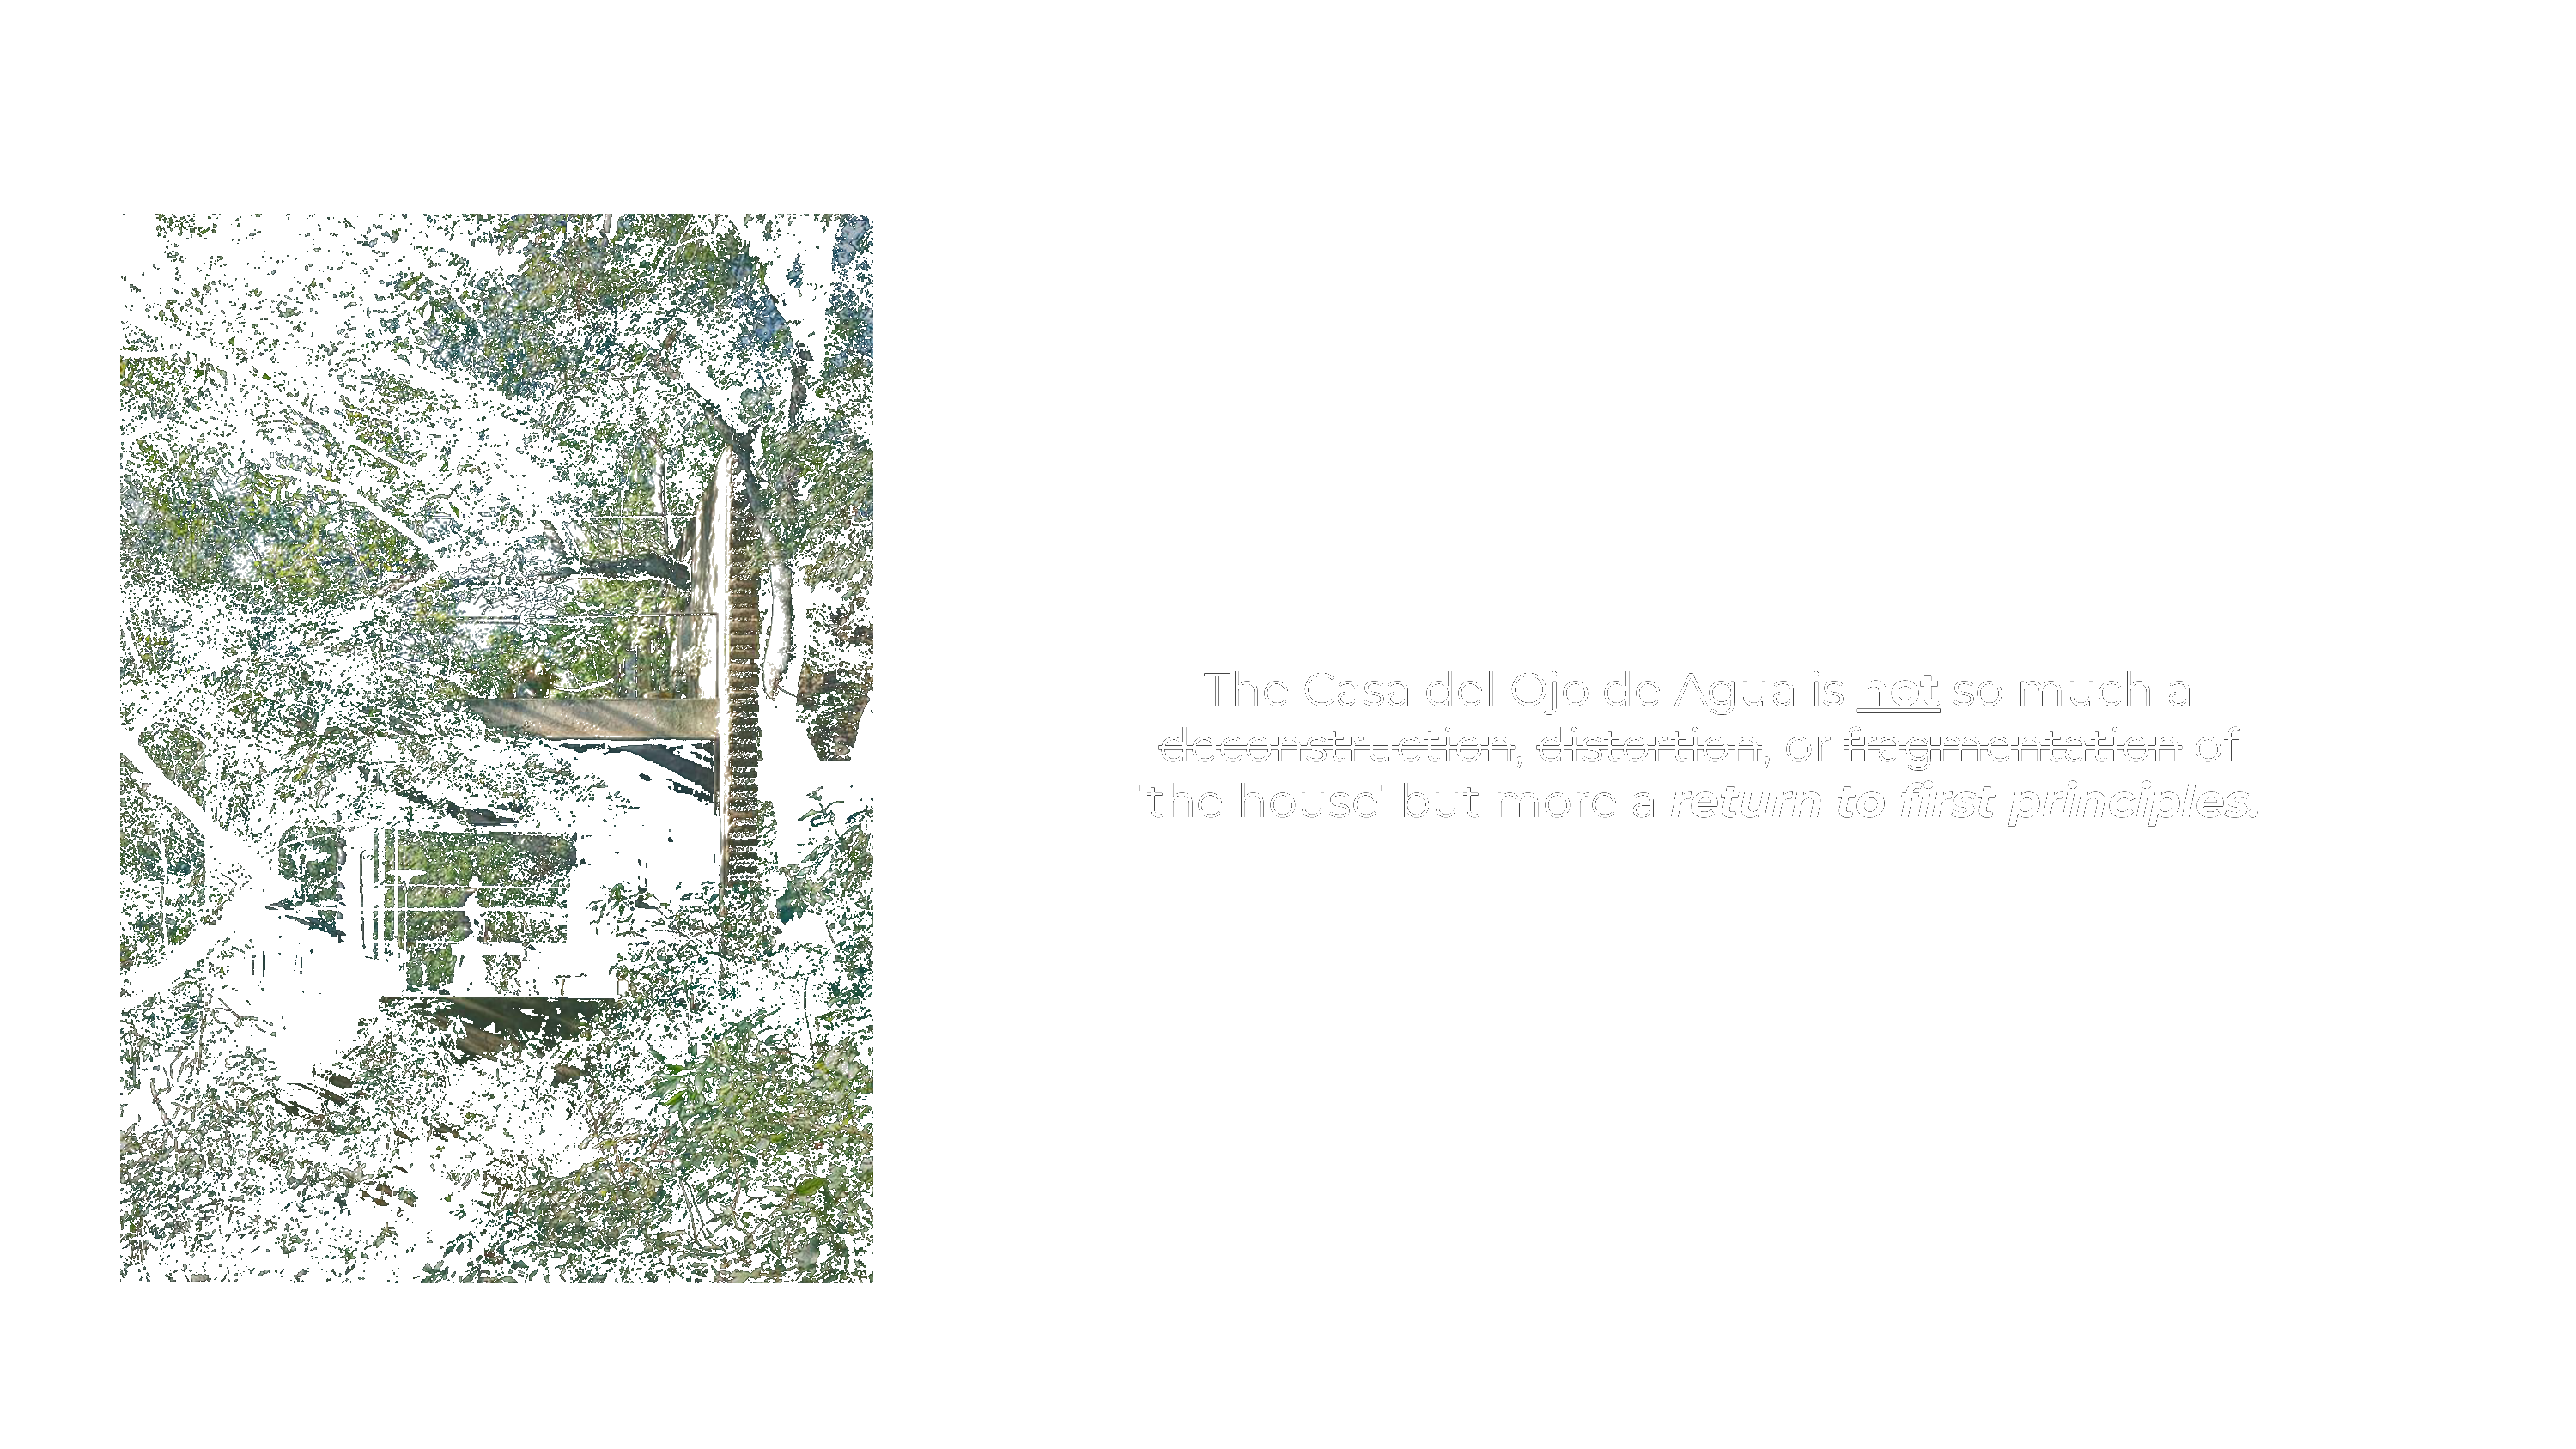 The Casa del Ojo de Agua is not so much a
deconstruction, distortion, or fragmentation of
'the house' but more a return to first principles.